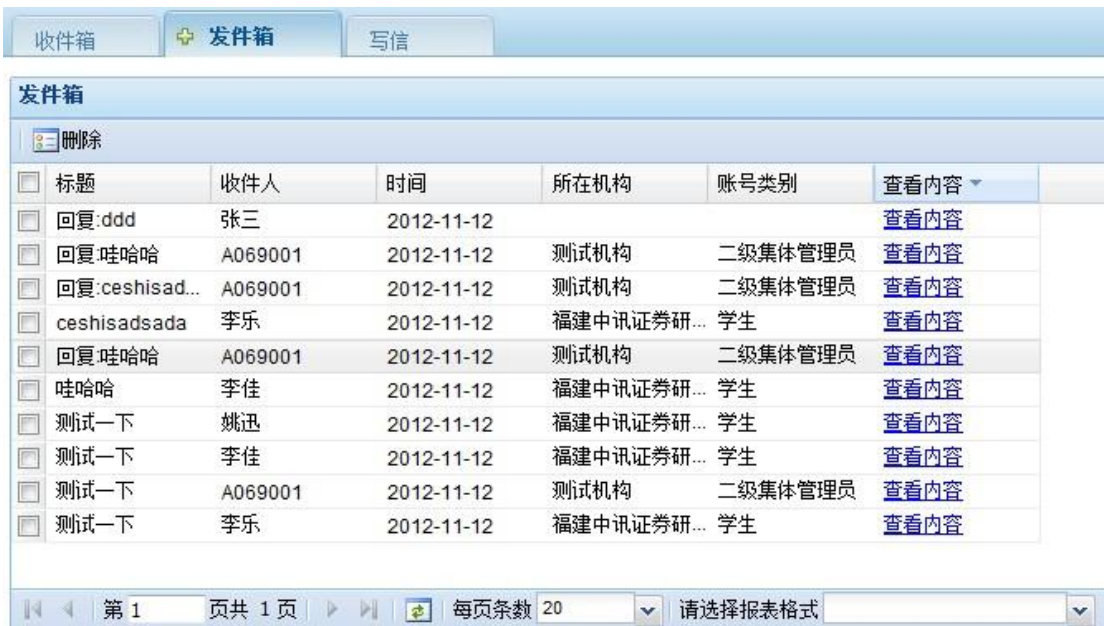 收件箱 发件箱 写信
发件箱
删除
标题 收件人 时间 所在机构 账号类别 查看内容
回复:ddd 张三 2012-11-12 查看内容
回复:哇哈哈 A069001 2012-11-12 测试机构 二级集体管理员 查看内容
回复:ceshisad... A069001 2012-11-12 测试机构 二级集体管理员 查看内容
ceshisadsada 李乐 2012-11-12 福建中讯证券研... 学生 查看内容
回复:哇哈哈 A069001 2012-11-12 测试机构 二级集体管理员 查看内容
哇哈哈 李佳 2012-11-12 福建中讯证券研... 学生 查看内容
测试一下 姚迅 2012-11-12 福建中讯证券研... 学生 查看内容
测试一下 李佳 2012-11-12 福建中讯证券研... 学生 查看内容
测试一下 A069001 2012-11-12 测试机构 二级集体管理员 查看内容
测试一下 李乐 2012-11-12 福建中讯证券研... 学生 查看内容
第 1 页共 1 页 每页条数 20 请选择报表格式